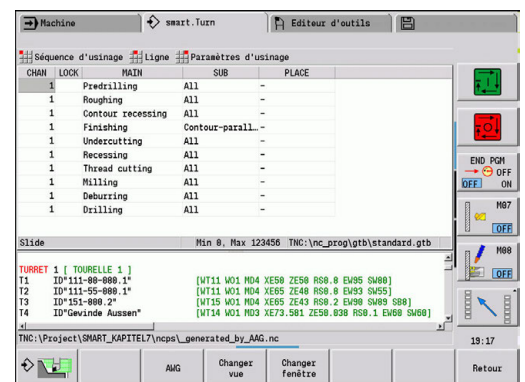 Machine smart.Turn Editeur d'outils
Séquence d'usinage Ligne Paramètres d'usinage
CHAN LOCK MAIN SUB PLACE
1 Predrilling All -
1 Roughing All -
1 Contour recessing All -
1 Finishing Contour-parall… -
1 Undercutting All -
1 Recessing All -
1 Thread cutting All -
1 Milling All -
1 Deburring All -
1 Drilling All -
Slide Min 0, Max 123456 TNC:\nc_prog\gtb\standard.gtb
TURRET 1 [ TOURELLE 1 ]
T1 ID"111-80-080.1" [WT11 WO1 MD4 XE50 ZE50 RS0.8 EW95 SW80]
T2 ID"111-55-080.1" [WT11 WO1 MD4 XE60 ZE40 RS0.8 EW93 SW55]
T3 ID"151-800.2" [WT15 WO1 MD4 XE65 ZE43 RS0.2 EW90 SW89 SB8]
T4 ID"Gewinde Aussen" [WT14 WO1 MD3 XE73.581 ZE50.038 RS0.1 EW60 SW60]
TNC:\Project\SMART_KAPITEL7\ncps\_generated_by_AAG.nc
AWG
Changer
vue
Changer
fenêtre
Retour
END PGM
OFF
OFF ON
M07
OFF
M08
OFF
19:17